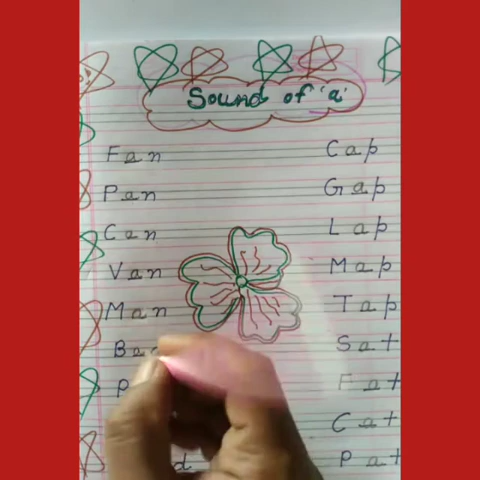 Sound of 'a'
Fan
Pan
Can
Van
Man
Cap
Gap
Lap
Map
Tap
Sat
Fat
Cat
Pat